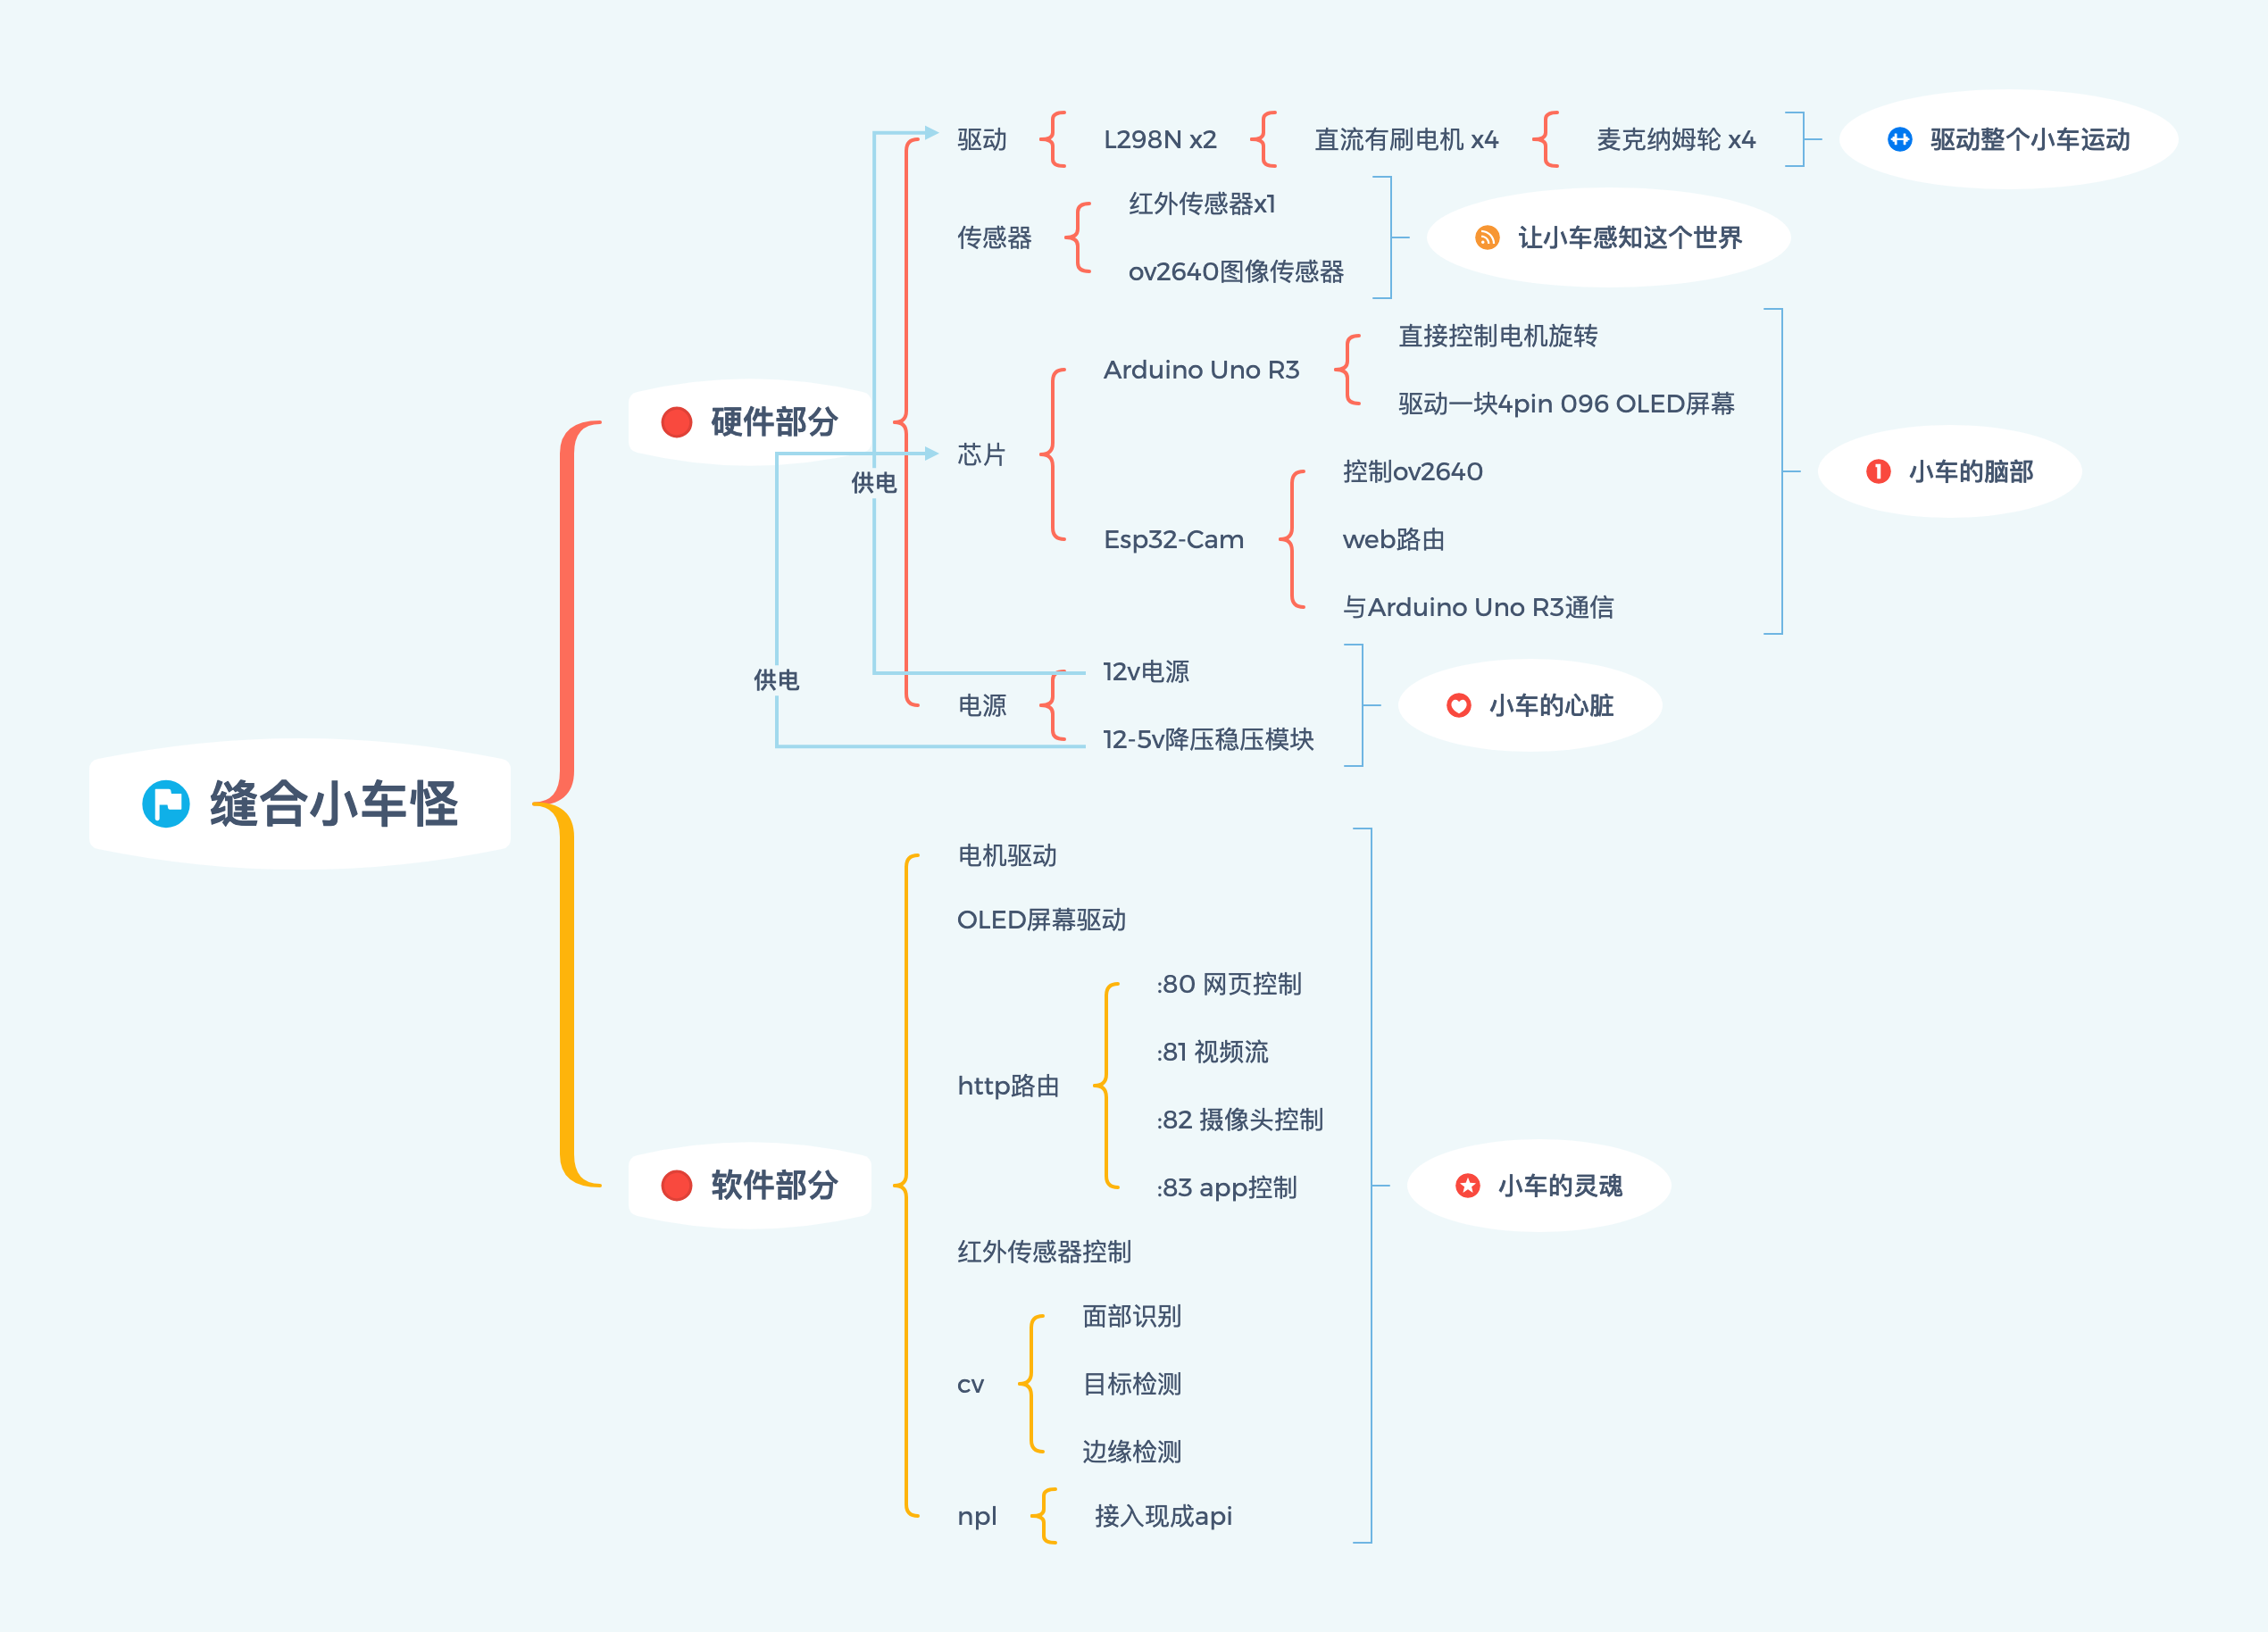 缝合小车怪
硬件部分
驱动
L298N x2
直流有刷电机 x4
麦克纳姆轮 x4
驱动整个小车运动
传感器
红外传感器x1
ov2640图像传感器
让小车感知这个世界
芯片
Arduino Uno R3
直接控制电机旋转
驱动一块4pin 096 OLED屏幕
Esp32-Cam
控制ov2640
web路由
与Arduino Uno R3通信
小车的脑部
供电
供电
电源
12v电源
12-5v降压稳压模块
小车的心脏
软件部分
电机驱动
OLED屏幕驱动
http路由
:80 网页控制
:81 视频流
:82 摄像头控制
:83 app控制
红外传感器控制
cv
面部识别
目标检测
边缘检测
npl
接入现成api
小车的灵魂